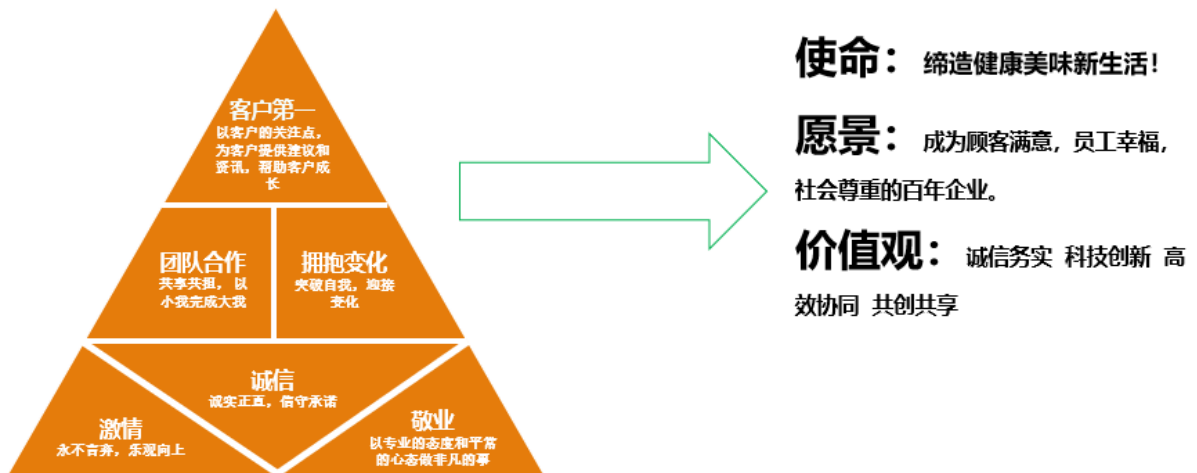 客户第一
以客户的关注点，
为客户提供建议和
资讯，帮助客户成
长
团队合作
共享共担，以
小我完成大我
拥抱变化
突破自我，迎接
变化
诚信
诚实正直，信守承诺
激情
永不言弃，乐观向上
敬业
以专业的态度和平常
的心态做非凡的事
使命：缔造健康美味新生活！
愿景：成为顾客满意，员工幸福，
社会尊重的百年企业。
价值观：诚信务实 科技创新 高
效协同 共创共享